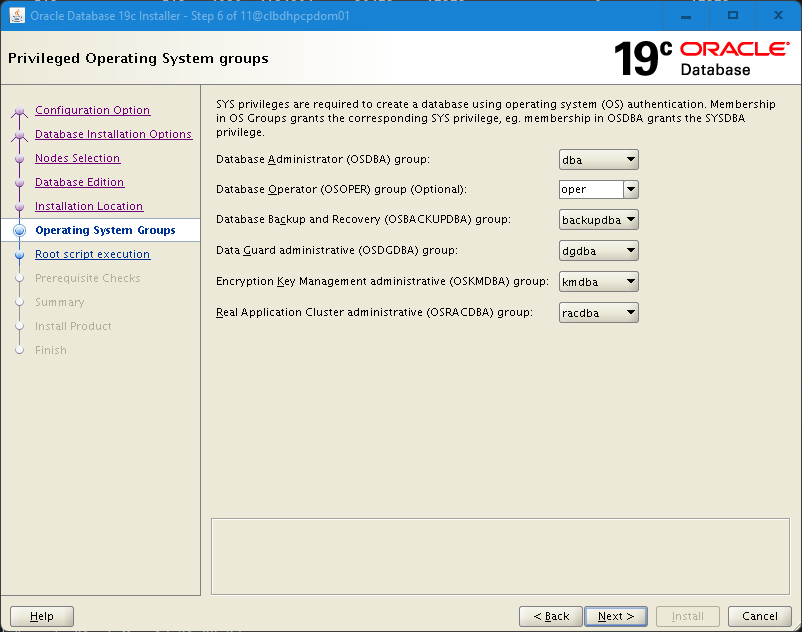 Oracle Database 19c Installer - Step 6 of 11@clbdhpcpdom01
Privileged Operating System groups
19c ORACLE
Database
Configuration Option
Database Installation Options
Nodes Selection
Database Edition
Installation Location
Operating System Groups
Root script execution
Prerequisite Checks
Summary
Install Product
Finish
SYS privileges are required to create a database using operating system (OS) authentication. Membership
in OS Groups grants the corresponding SYS privilege, eg. membership in OSDBA grants the SYSDBA
privilege.
Database Administrator (OSDBA) group: dba
Database Operator (OSOPER) group (Optional): oper
Database Backup and Recovery (OSBACKUPDBA) group: backupdba
Data Guard administrative (OSDGDBA) group: dgdba
Encryption Key Management administrative (OSKMDBA) group: kmdba
Real Application Cluster administrative (OSRACDBA) group: racdba
Help
< Back
Next >
Install
Cancel